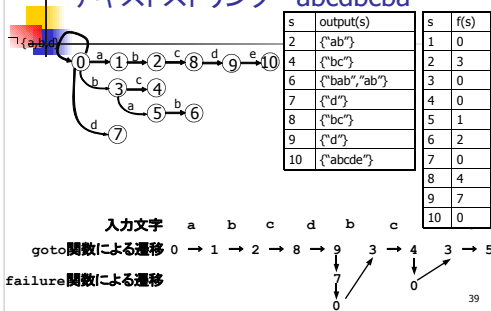 テキストストリング abcdbcba
¬{a,b,d}
0 a 1 b 2 c 8 d 9 e 10
b 3 c 4
a 5 b 6
d 7
s output(s)
2 {“ab”}
4 {“bc”}
6 {“bab”,“ab”}
7 {“d”}
8 {“bc”}
9 {“d”}
10 {“abcde”}
s f(s)
1 0
2 3
3 0
4 0
5 1
6 2
7 0
8 4
9 7
10 0
入力文字 a b c d b c
goto関数による遷移 0 → 1 → 2 → 8 → 9 3 → 4 3 → 5
failure関数による遷移 7 0
0
39